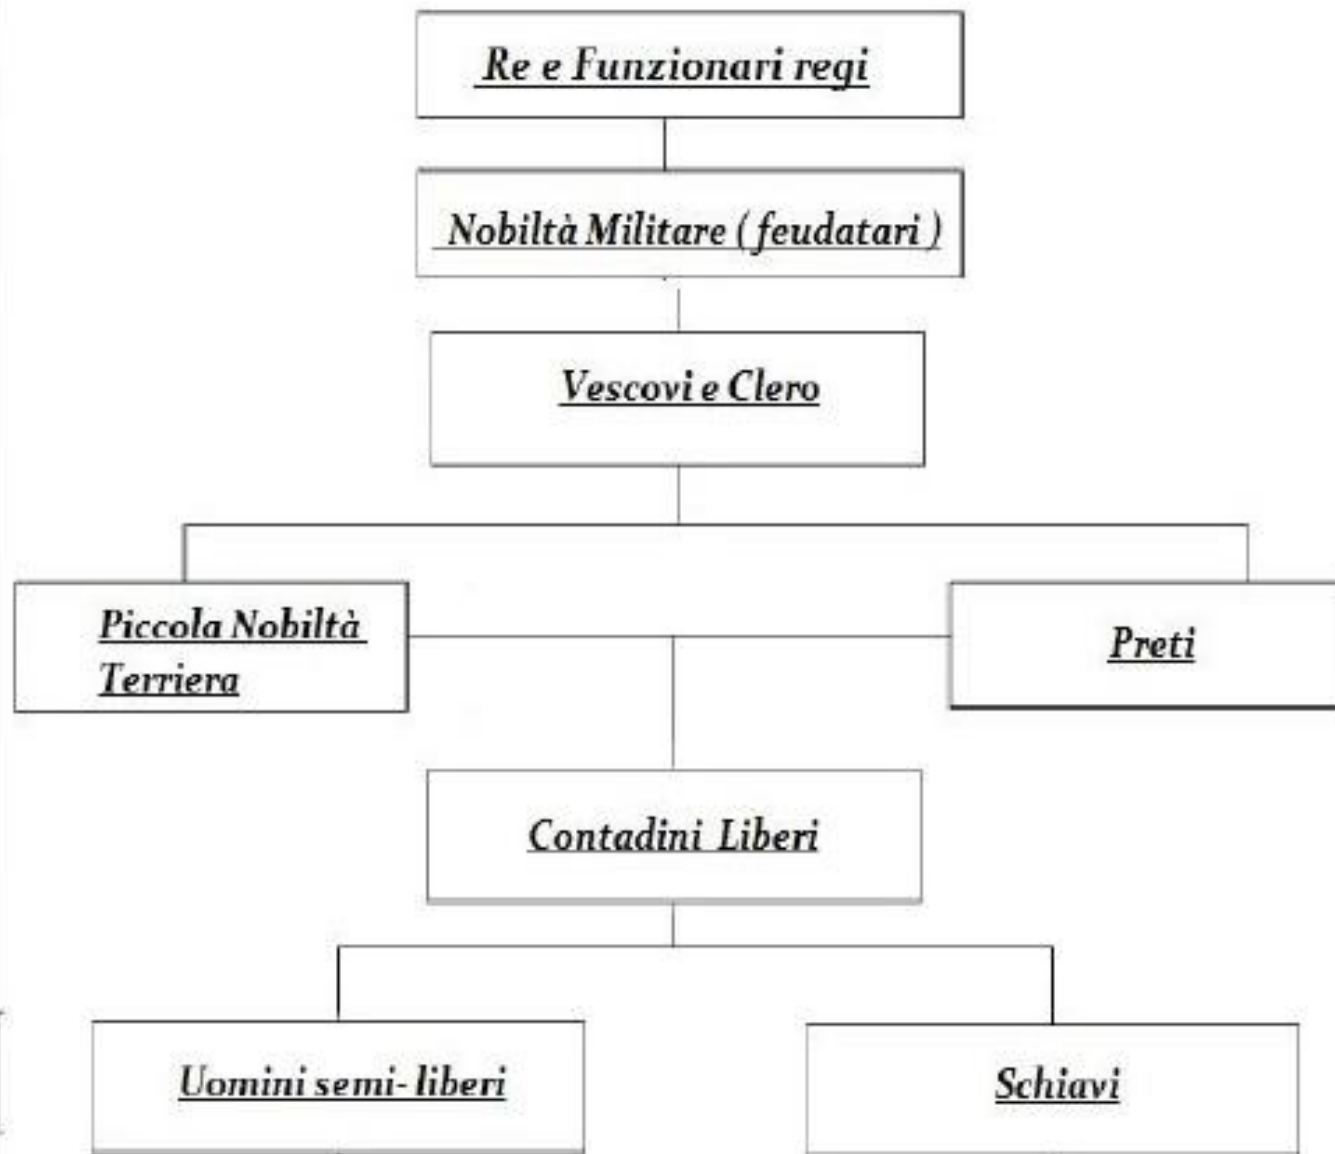 Re e Funzionari regi
Nobiltà Militare ( feudatari )
Vescovi e Clero
Piccola Nobiltà
Terriera
Preti
Contadini Liberi
Uomini semi- liberi
Schiavi